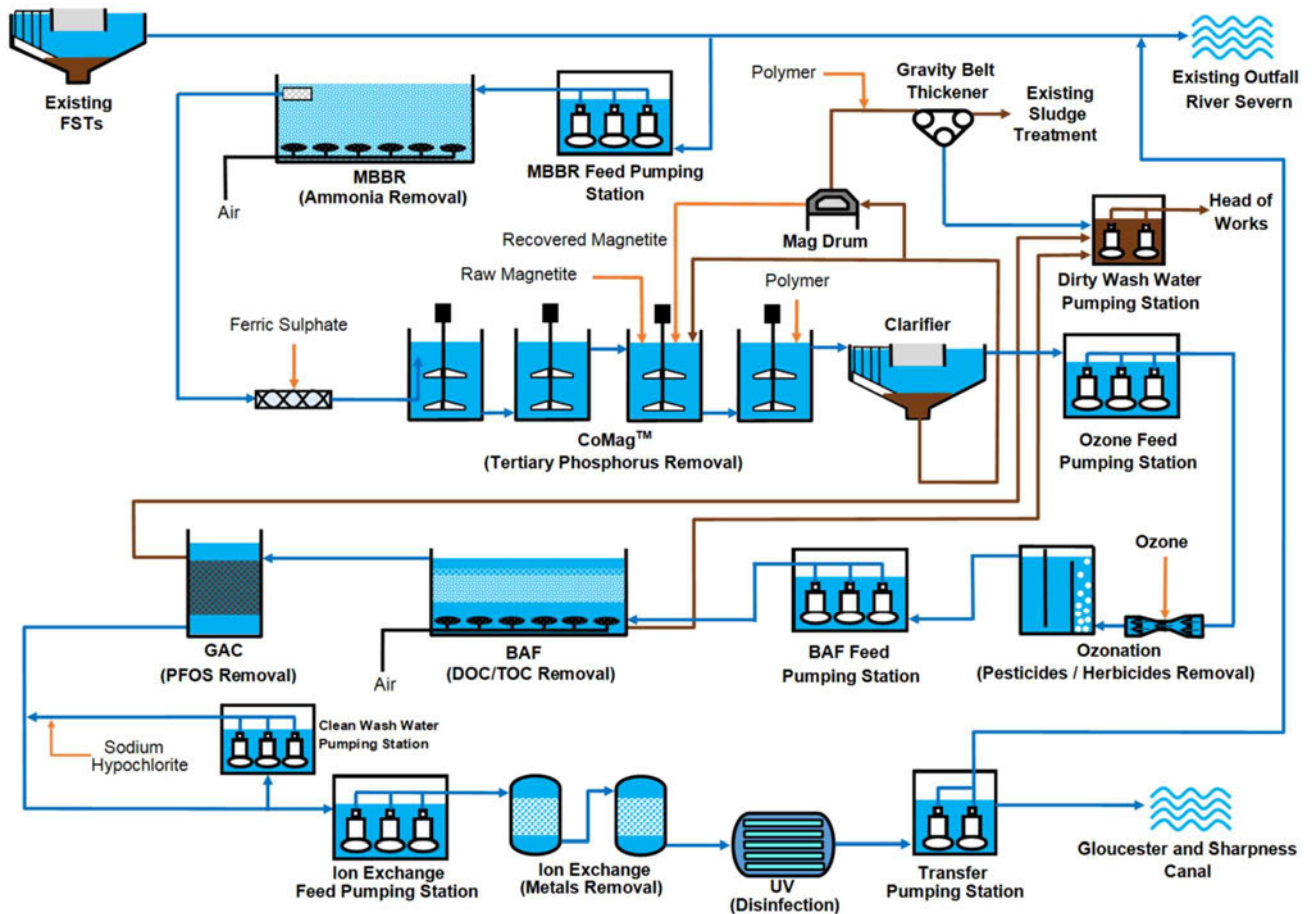 Existing
FSTs
Existing Outfall
River Severn
Polymer
Gravity Belt
Thickener
Existing
Sludge
Treatment
MBBR
(Ammonia Removal)
Air
MBBR Feed Pumping
Station
Mag Drum
Head of
Works
Dirty Wash Water
Pumping Station
Recovered Magnetite
Raw Magnetite
Polymer
Ferric Sulphate
Clarifier
CoMag™
(Tertiary Phosphorus Removal)
Ozone Feed
Pumping Station
Ozone
GAC
(PFOS Removal)
BAF
(DOC/TOC Removal)
Air
BAF Feed
Pumping Station
Ozonation
(Pesticides / Herbicides Removal)
Clean Wash Water
Pumping Station
Sodium
Hypochlorite
Ion Exchange
Feed Pumping Station
Ion Exchange
(Metals Removal)
UV
(Disinfection)
Transfer
Pumping Station
Gloucester and Sharpness
Canal